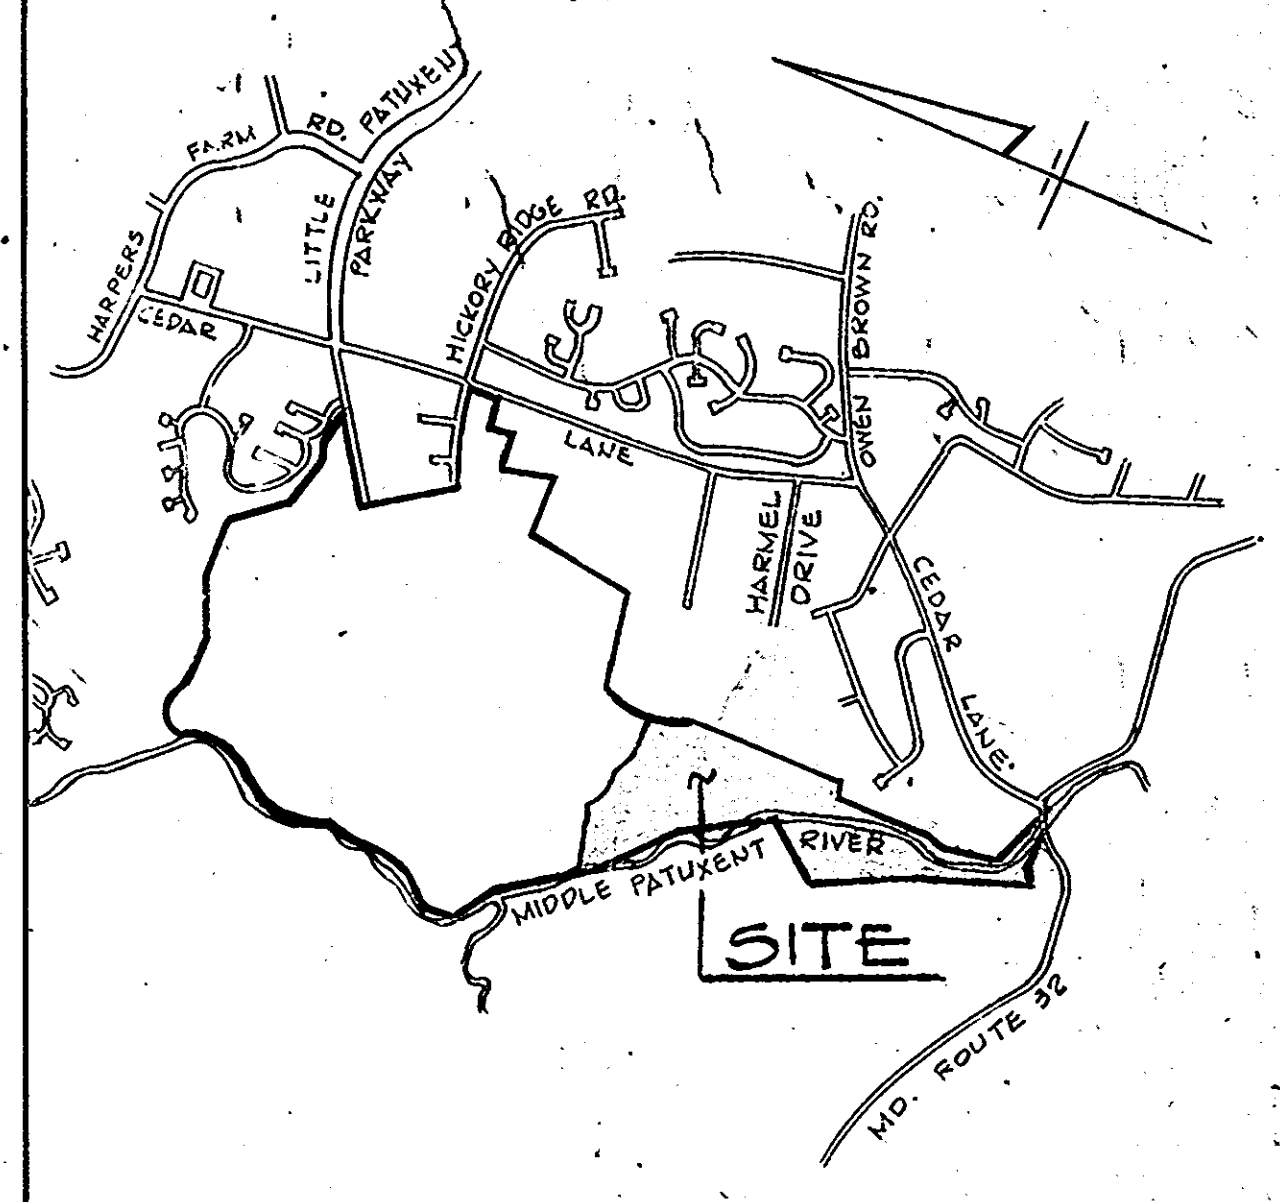 HARPERS FARM RD.
LITTLE PATUXENT
PARKWAY
HICKORY RIDGE RD.
CEDAR
LANE
OWEN BROWN RD.
HARMEL
DRIVE
CEDAR
LANE
MIDDLE PATUXENT RIVER
SITE
MD. ROUTE 32